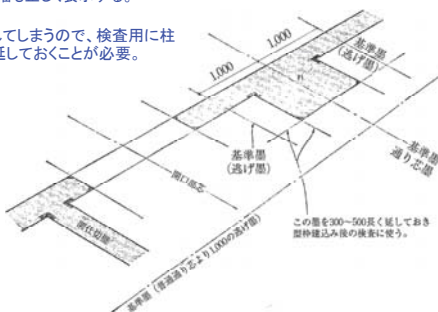 してしまうので、検査用に柱
延しておくことが必要。
1,000
1,000
基準墨
(逃げ墨)
基準墨
(逃げ墨)
基準墨
通り芯墨
開口部芯
この墨を300〜500長く延しておき
型枠建込み後の検査に使う。
基準墨(普通通り芯より1,000の逃げ墨)